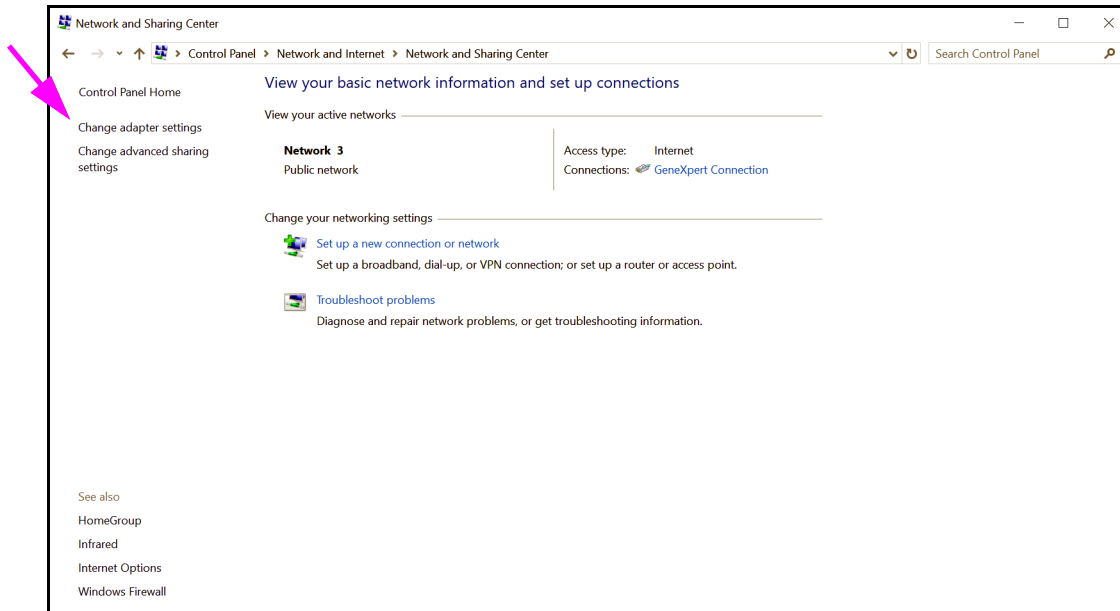 Network and Sharing Center
Control Panel > Network and Internet > Network and Sharing Center
Search Control Panel
Control Panel Home
Change adapter settings
Change advanced sharing
settings
View your basic network information and set up connections
View your active networks
Network 3
Public network
Access type: Internet
Connections: GeneXpert Connection
Change your networking settings
Set up a new connection or network
Set up a broadband, dial-up, or VPN connection; or set up a router or access point.
Troubleshoot problems
Diagnose and repair network problems, or get troubleshooting information.
See also
HomeGroup
Infrared
Internet Options
Windows Firewall